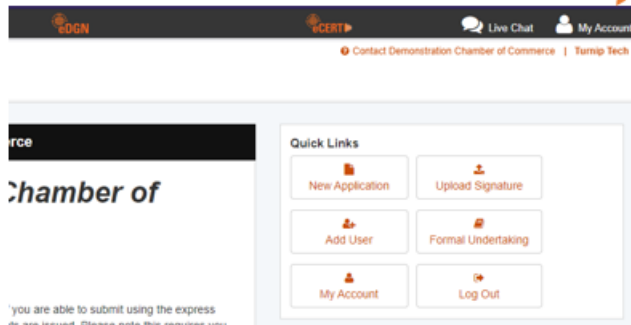 eDGN
eCERT
Live Chat
My Account
Contact Demonstration Chamber of Commerce | Turnip Tech
rce
Chamber of
you are able to submit using the express
ds are issued. Please note this requires you
Quick Links
New Application
Upload Signature
Add User
Formal Undertaking
My Account
Log Out